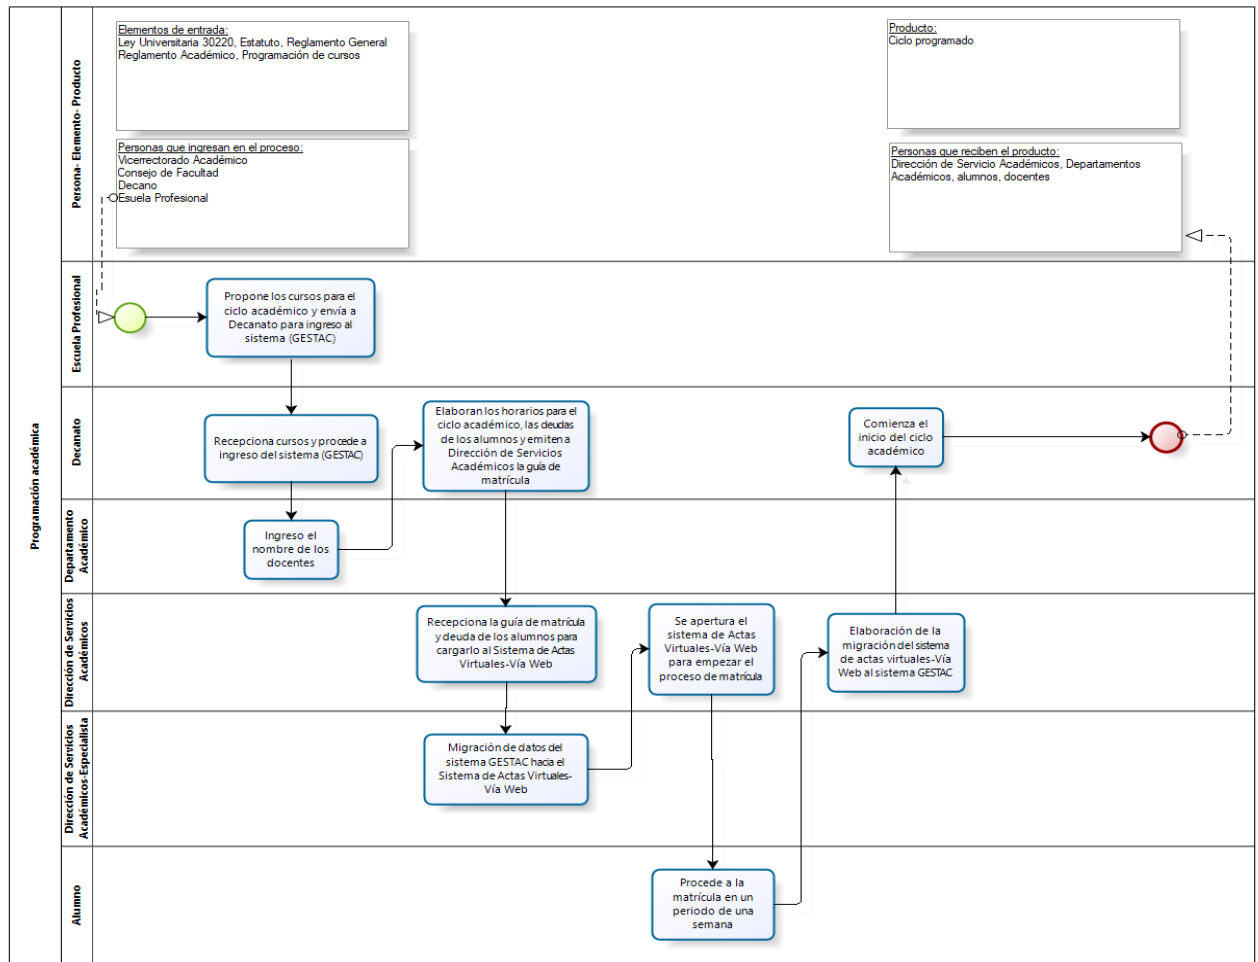 Programación académica
Persona- Elemento- Producto
Elementos de entrada:
Ley Universitaria 30220, Estatuto, Reglamento General
Reglamento Académico, Programación de cursos
Personas que ingresan en el proceso:
Vicerrectorado Académico
Consejo de Facultad
Decano
Esuela Profesional
Producto:
Ciclo programado
Personas que reciben el producto:
Dirección de Servicio Académicos, Departamentos
Académicos, alumnos, docentes
Escuela Profesional
Propone los cursos para el
ciclo académico y envía a
Decanato para ingreso al
sistema (GESTAC)
Decanato
Recepciona cursos y procede a
ingreso del sistema (GESTAC)
Elaboran los horarios para el
ciclo académico, las deudas
de los alumnos y emiten a
Dirección de Servicios
Académicos la guía de
matrícula
Comienza el
inicio del ciclo
académico
Departamento
Académico
Ingreso el
nombre de los
docentes
Dirección de Servicios
Académicos
Recepciona la guía de matrícula
y deuda de los alumnos para
cargarlo al Sistema de Actas
Virtuales-Vía Web
Se apertura el
sistema de Actas
Virtuales-Vía Web
para empezar el
proceso de matrícula
Elaboración de la
migración del sistema
de actas virtuales-Vía
Web al sistema GESTAC
Dirección de Servicios
Académicos-Especialista
Migración de datos del
sistema GESTAC hacia el
Sistema de Actas Virtuales-
Vía Web
Alumno
Procede a la
matrícula en un
periodo de una
semana